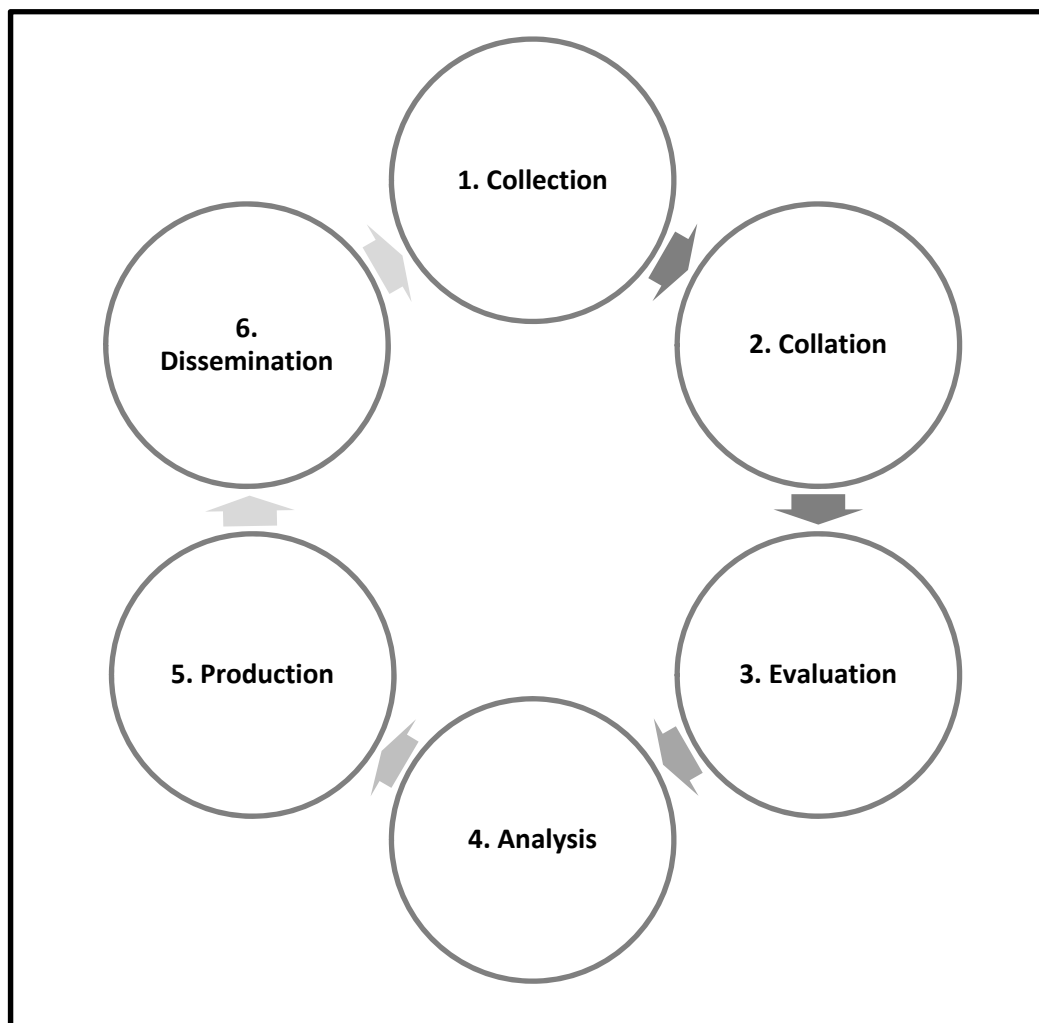 1. Collection
2. Collation
3. Evaluation
4. Analysis
5. Production
6.
Dissemination